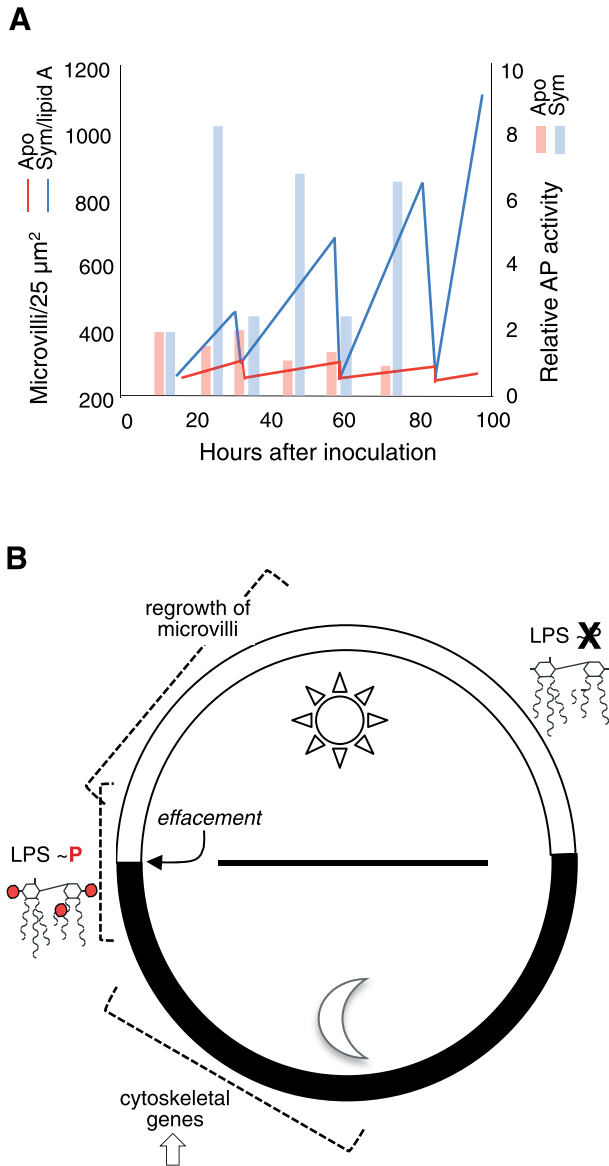 A
Apo
Sym/lipid A
Microvilli/25 µm²
1200
1000
800
600
400
200
10
8
6
4
2
0
Apo
Sym
Relative AP activity
0 20 40 60 80 100
Hours after inoculation
B
regrowth of
microvilli
LPS ~P
effacement
LPS ~P
cytoskeletal
genes